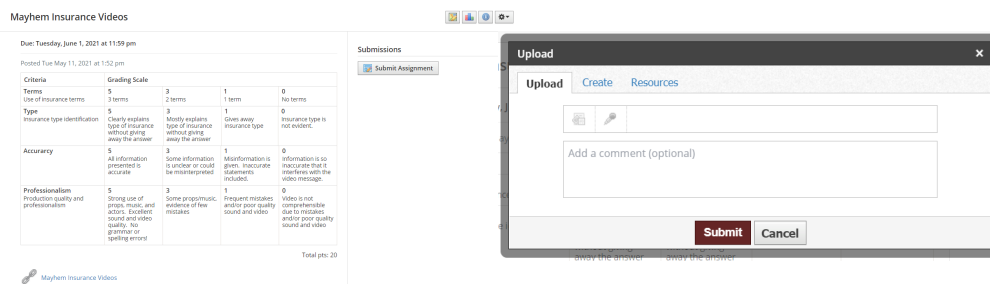 Mayhem Insurance Videos
Due: Tuesday, June 1, 2021 at 11:59 pm
Posted Tue May 11, 2021 at 1:52 pm
Criteria Grading Scale
Terms 5 3 1 0
Use of insurance terms 3 terms 2 terms 1 term No terms
Type 5 3 1 0
Insurance type identification Clearly explains Mostly explains Gives away Insurance type is
type of insurance type of insurance insurance type not evident.
without giving without giving
away the answer away the answer
Accurarcy 5 3 1 0
All information Some information Misinformation is Information is so
presented is is unclear or could given. Inaccurate inaccurate that it
accurate be misinterpreted statements interferes with the
included. video message.
Professionalism 5 3 1 0
Production quality and Strong use of Some props/music, Frequent mistakes Video is not
professionalism props, music, and evidence of few and/or poor quality comprehensible
actors. Excellent mistakes sound and video due to mistakes
sound and video and/or poor quality
quality. No sound and video
grammar or
spelling errors!
Total pts: 20
Mayhem Insurance Videos
Submissions
Submit Assignment
Upload ×
Upload Create Resources
Add a comment (optional)
Submit Cancel
away the answer away the answer